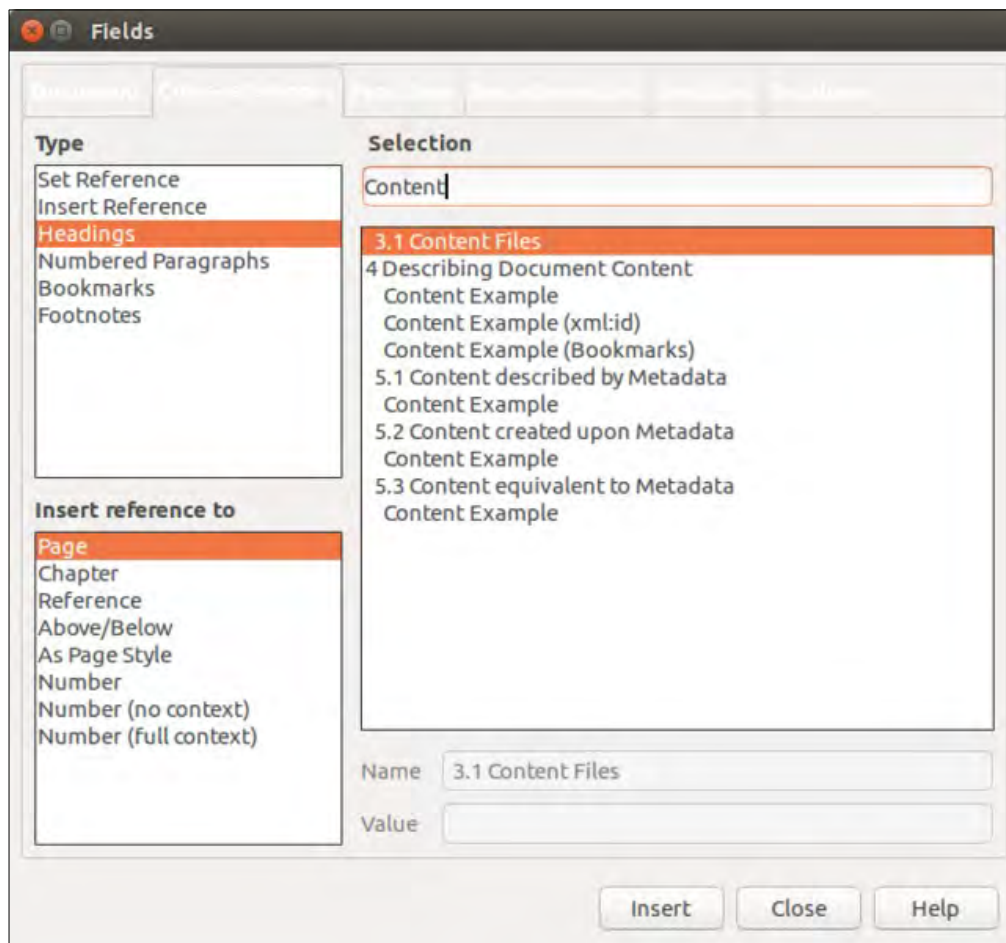 Fields
Type
Set Reference
Insert Reference
Headings
Numbered Paragraphs
Bookmarks
Footnotes
Insert reference to
Page
Chapter
Reference
Above/Below
As Page Style
Number
Number (no context)
Number (full context)
Selection
Content
3.1 Content Files
4 Describing Document Content
Content Example
Content Example (xml:id)
Content Example (Bookmarks)
5.1 Content described by Metadata
Content Example
5.2 Content created upon Metadata
Content Example
5.3 Content equivalent to Metadata
Content Example
Name 3.1 Content Files
Value
Insert Close Help